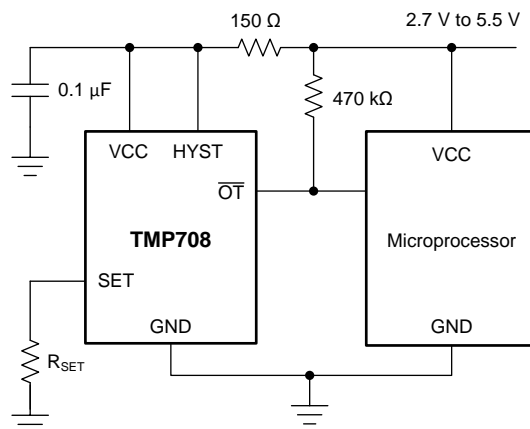 150 Ω
2.7 V to 5.5 V
0.1 µF
470 kΩ
VCC
HYST
VCC
OT
TMP708
Microprocessor
SET
GND
GND
RSET